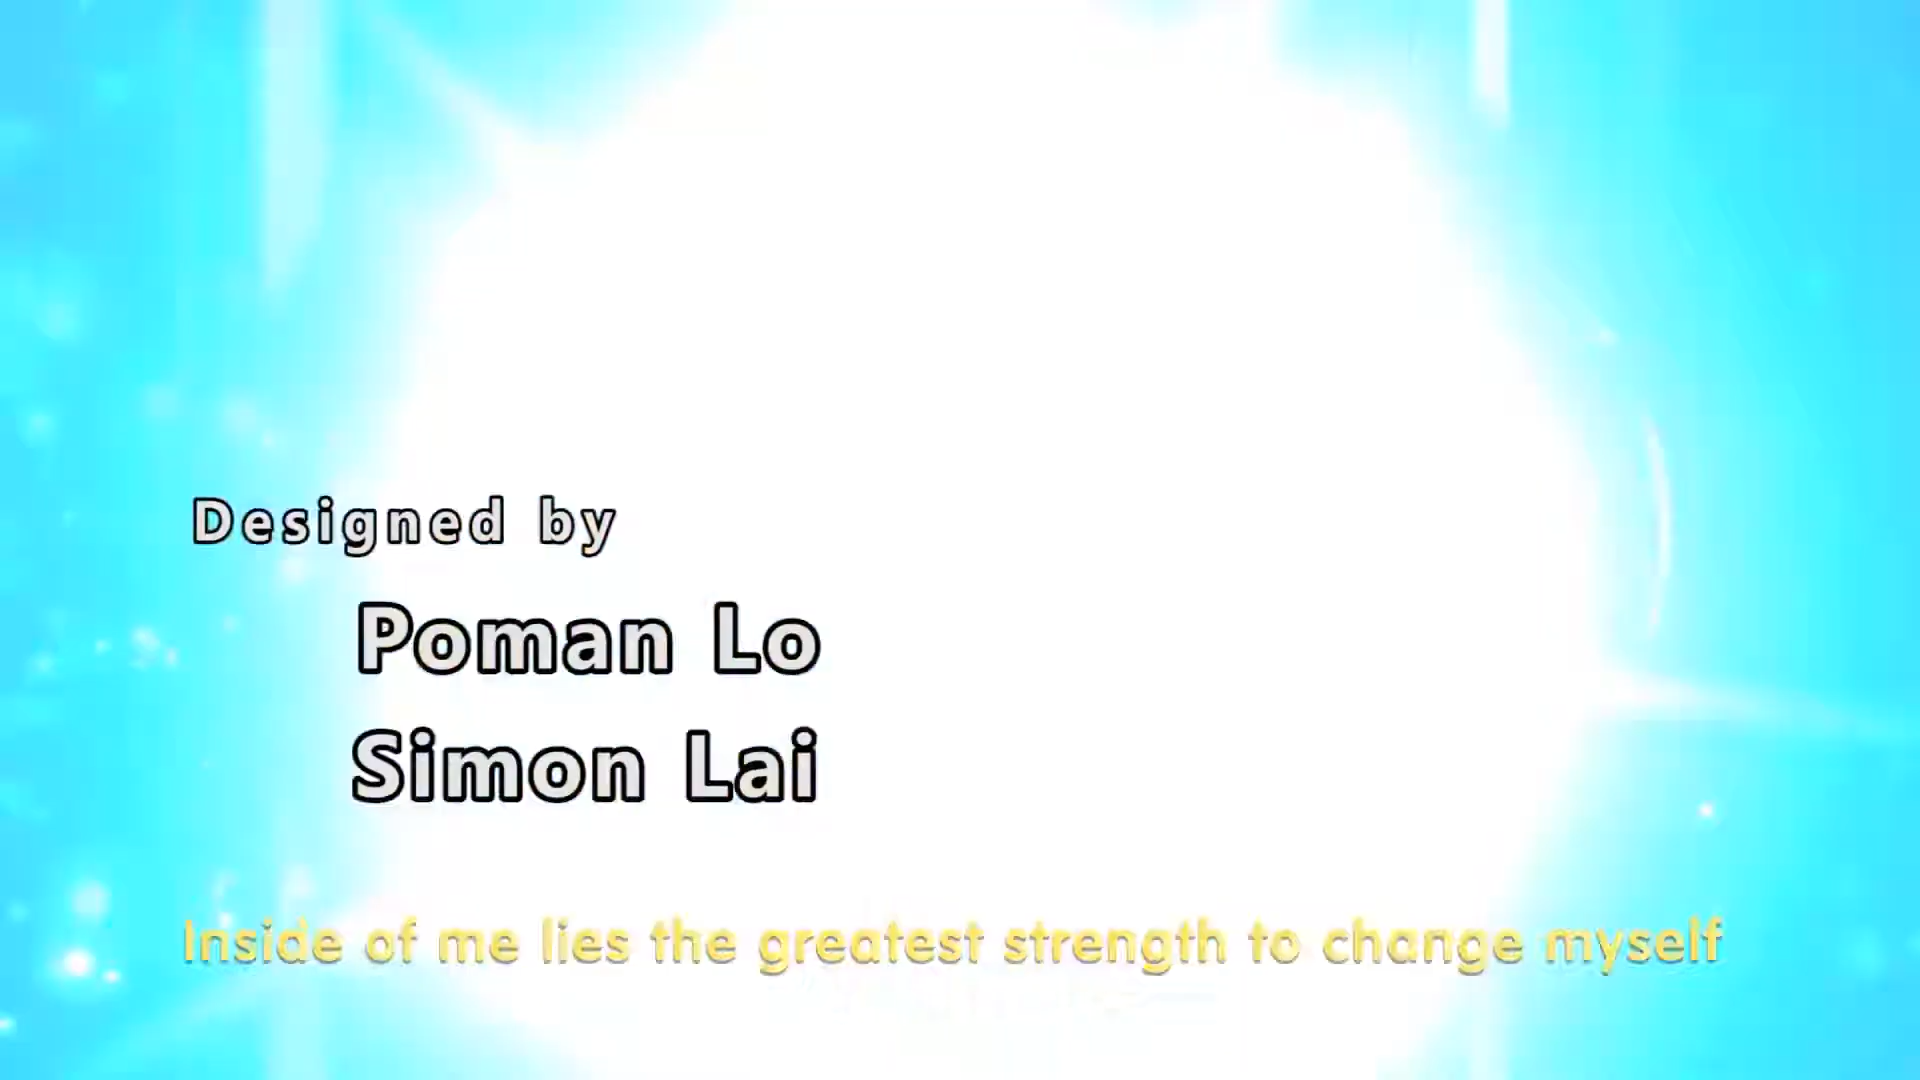 Designed by
Poman Lo
Simon Lai
Inside of me lies the greatest strength to change myself